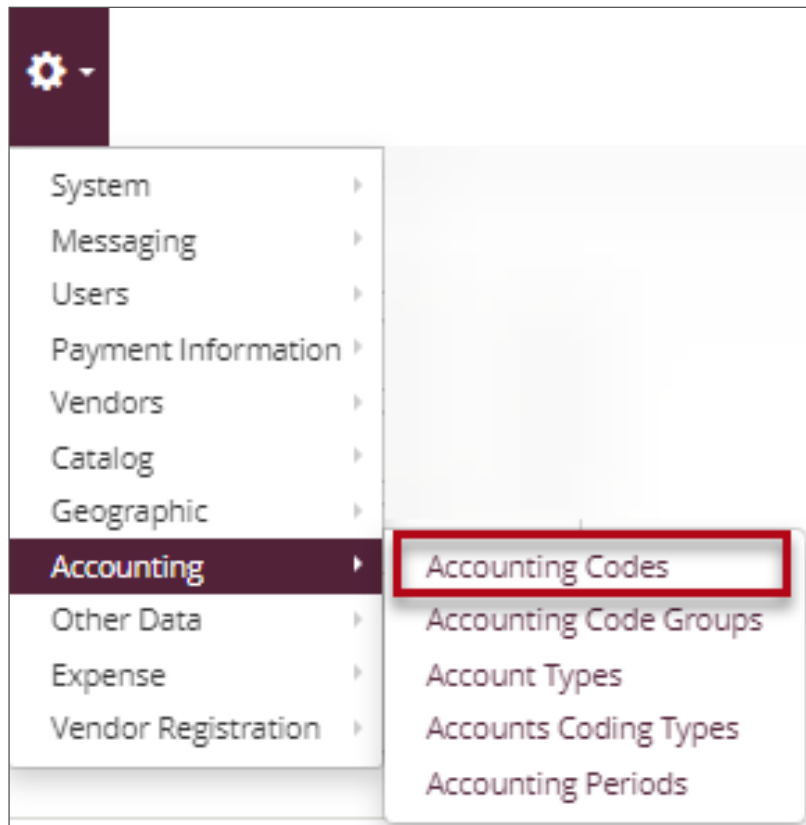 System
Messaging
Users
Payment Information
Vendors
Catalog
Geographic
Accounting
Other Data
Expense
Vendor Registration
Accounting Codes
Accounting Code Groups
Account Types
Accounts Coding Types
Accounting Periods